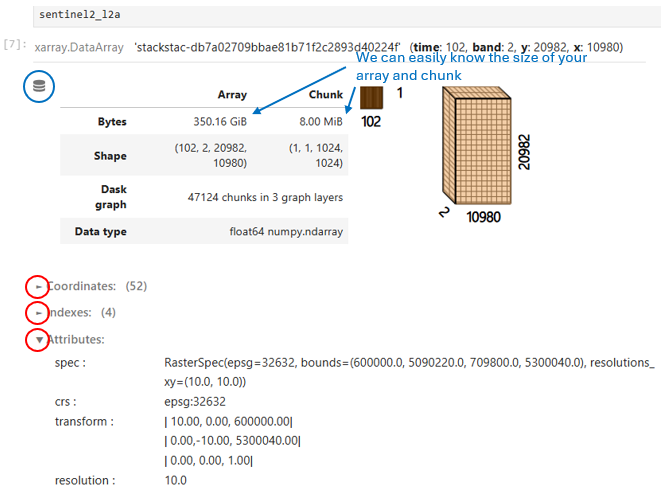 sentinel2_l2a
[7]: xarray.DataArray 'stackstac-db7a02709bbae81b71f2c2893d40224f' (time: 102, band: 2, y: 20982, x: 10980)
We can easily know the size of your
array and chunk
Array Chunk
Bytes 350.16 GiB 8.00 MiB
Shape (102, 2, 20982, 10980) (1, 1, 1024, 1024)
Dask graph 47124 chunks in 3 graph layers
Data type float64 numpy.ndarray
102
1
20982
2
10980
► Coordinates: (52)
► Indexes: (4)
▼ Attributes:
spec : RasterSpec(epsg=32632, bounds=(600000.0, 5090220.0, 709800.0, 5300040.0), resolutions_
xy=(10.0, 10.0))
crs : epsg:32632
transform : | 10.00, 0.00, 600000.00|
| 0.00,-10.00, 5300040.00|
| 0.00, 0.00, 1.00|
resolution : 10.0